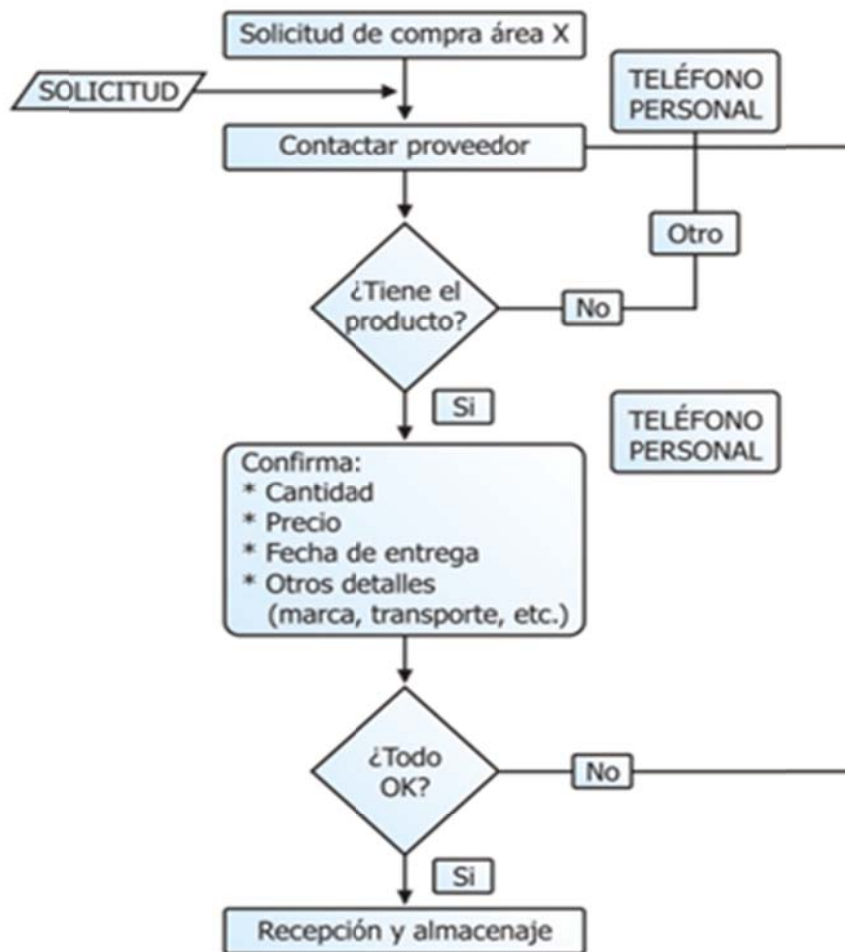 Solicitud de compra área X
TELÉFONO
PERSONAL
SOLICITUD
Contactar proveedor
Otro
¿Tiene el
producto?
No
Si
TELÉFONO
PERSONAL
Confirma:
* Cantidad
* Precio
* Fecha de entrega
* Otros detalles
(marca, transporte, etc.)
¿Todo
OK?
No
Si
Recepción y almacenaje